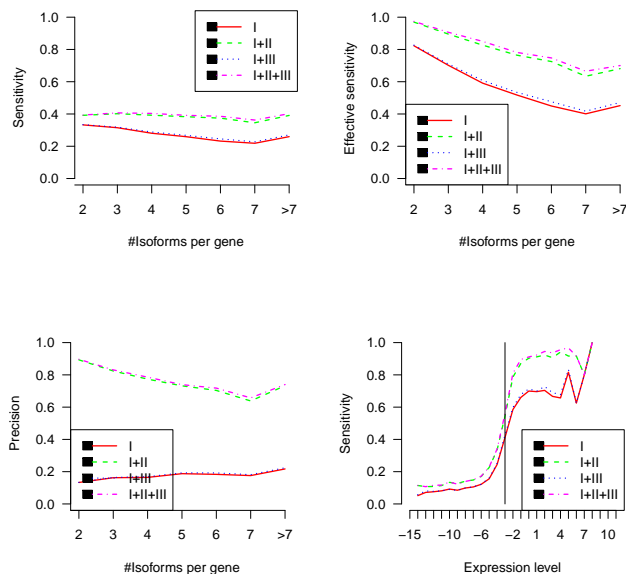 Sensitivity
0.0
0.2
0.4
0.6
0.8
1.0
2
3
4
5
6
7
>7
#Isoforms per gene
I
I+II
I+III
I+II+III
Effective sensitivity
0.0
0.2
0.4
0.6
0.8
1.0
2
3
4
5
6
7
>7
#Isoforms per gene
I
I+II
I+III
I+II+III
Precision
0.0
0.2
0.4
0.6
0.8
1.0
2
3
4
5
6
7
>7
#Isoforms per gene
I
I+II
I+III
I+II+III
Sensitivity
0.0
0.2
0.4
0.6
0.8
1.0
−15
−10
−6
−2
1
4
7
10
Expression level
I
I+II
I+III
I+II+III